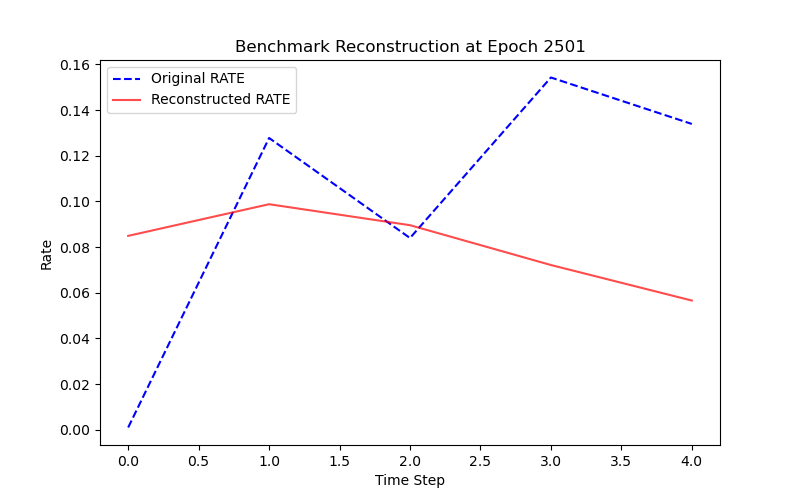 Benchmark Reconstruction at Epoch 2501
Original RATE
Reconstructed RATE
Rate
0.16
0.14
0.12
0.10
0.08
0.06
0.04
0.02
0.00
0.0 0.5 1.0 1.5 2.0 2.5 3.0 3.5 4.0
Time Step